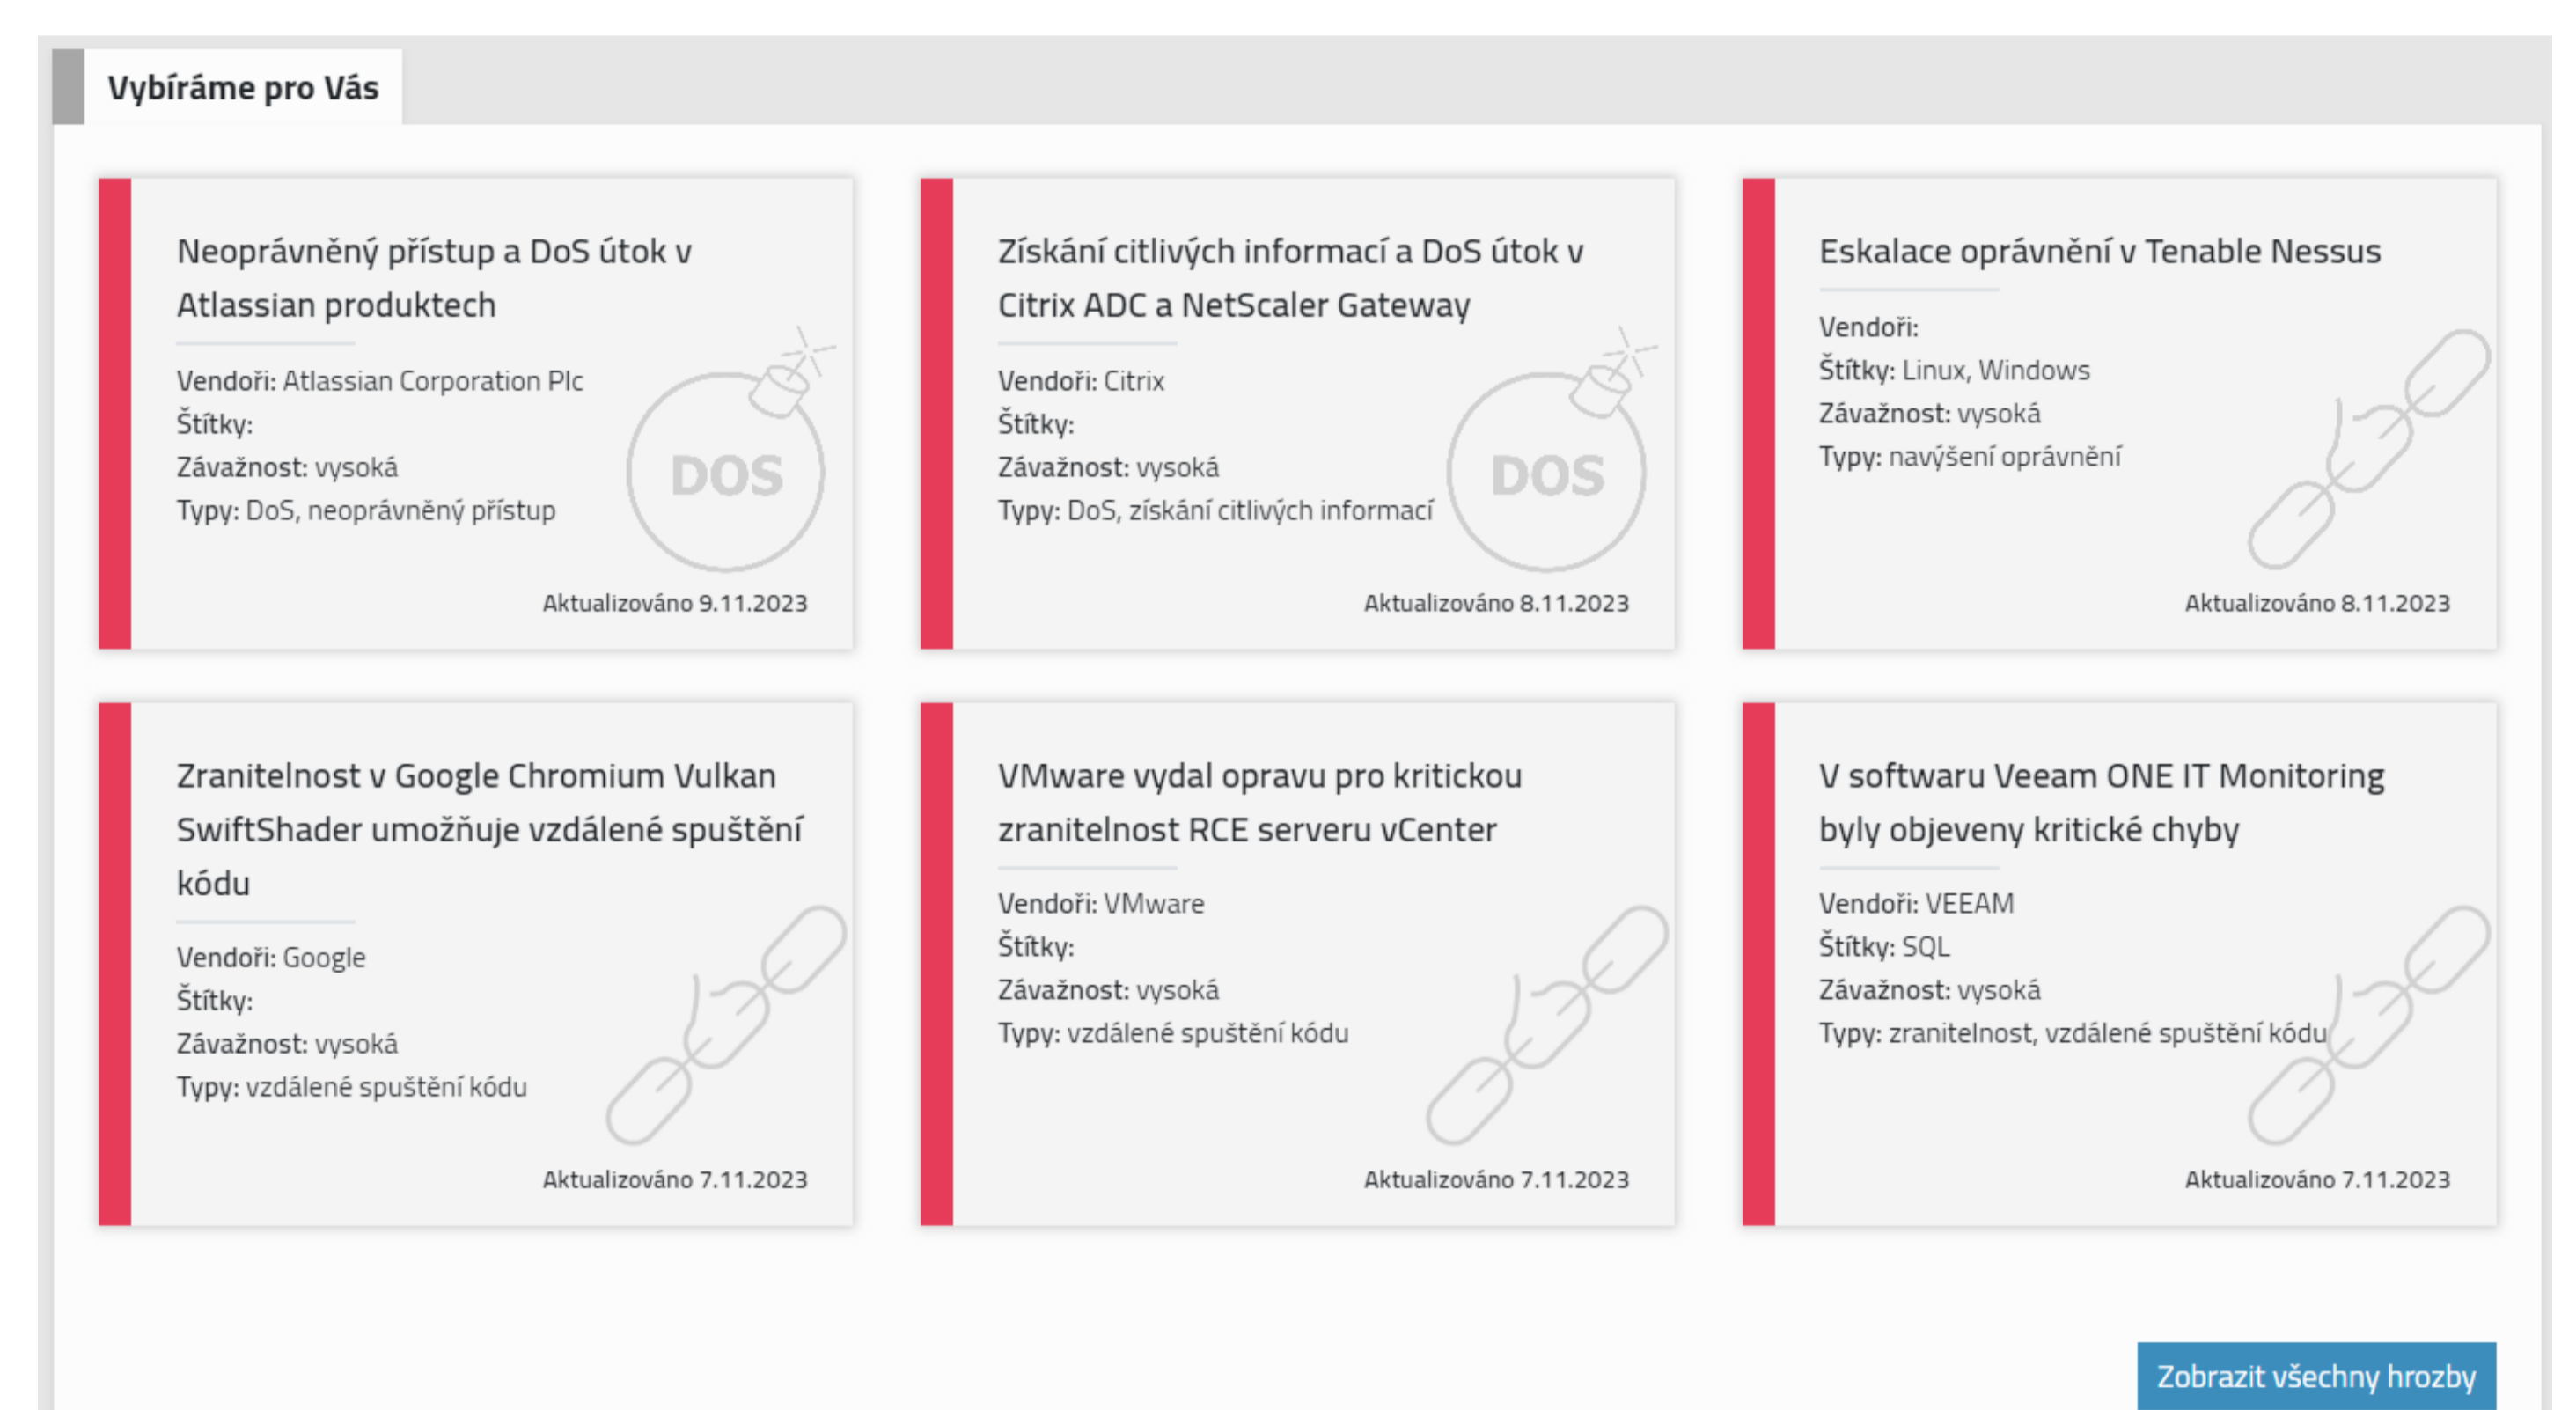 Vybíráme pro Vás
Neoprávněný přístup a DoS útok v
Atlassian produktech
Vendoři: Atlassian Corporation Plc
Štítky:
Závažnost: vysoká
Typy: DoS, neoprávněný přístup
DOS
Aktualizováno 9.11.2023
Získání citlivých informací a DoS útok v
Citrix ADC a NetScaler Gateway
Vendoři: Citrix
Štítky:
Závažnost: vysoká
Typy: DoS, získání citlivých informací
DOS
Aktualizováno 8.11.2023
Eskalace oprávnění v Tenable Nessus
Vendoři:
Štítky: Linux, Windows
Závažnost: vysoká
Typy: navýšení oprávnění
Aktualizováno 8.11.2023
Zranitelnost v Google Chromium Vulkan
SwiftShader umožňuje vzdálené spuštění
kódu
Vendoři: Google
Štítky:
Závažnost: vysoká
Typy: vzdálené spuštění kódu
Aktualizováno 7.11.2023
VMware vydal opravu pro kritickou
zranitelnost RCE serveru vCenter
Vendoři: VMware
Štítky:
Závažnost: vysoká
Typy: vzdálené spuštění kódu
Aktualizováno 7.11.2023
V softwaru Veeam ONE IT Monitoring
byly objeveny kritické chyby
Vendoři: VEEAM
Štítky: SQL
Závažnost: vysoká
Typy: zranitelnost, vzdálené spuštění kódu
Aktualizováno 7.11.2023
Zobrazit všechny hrozby